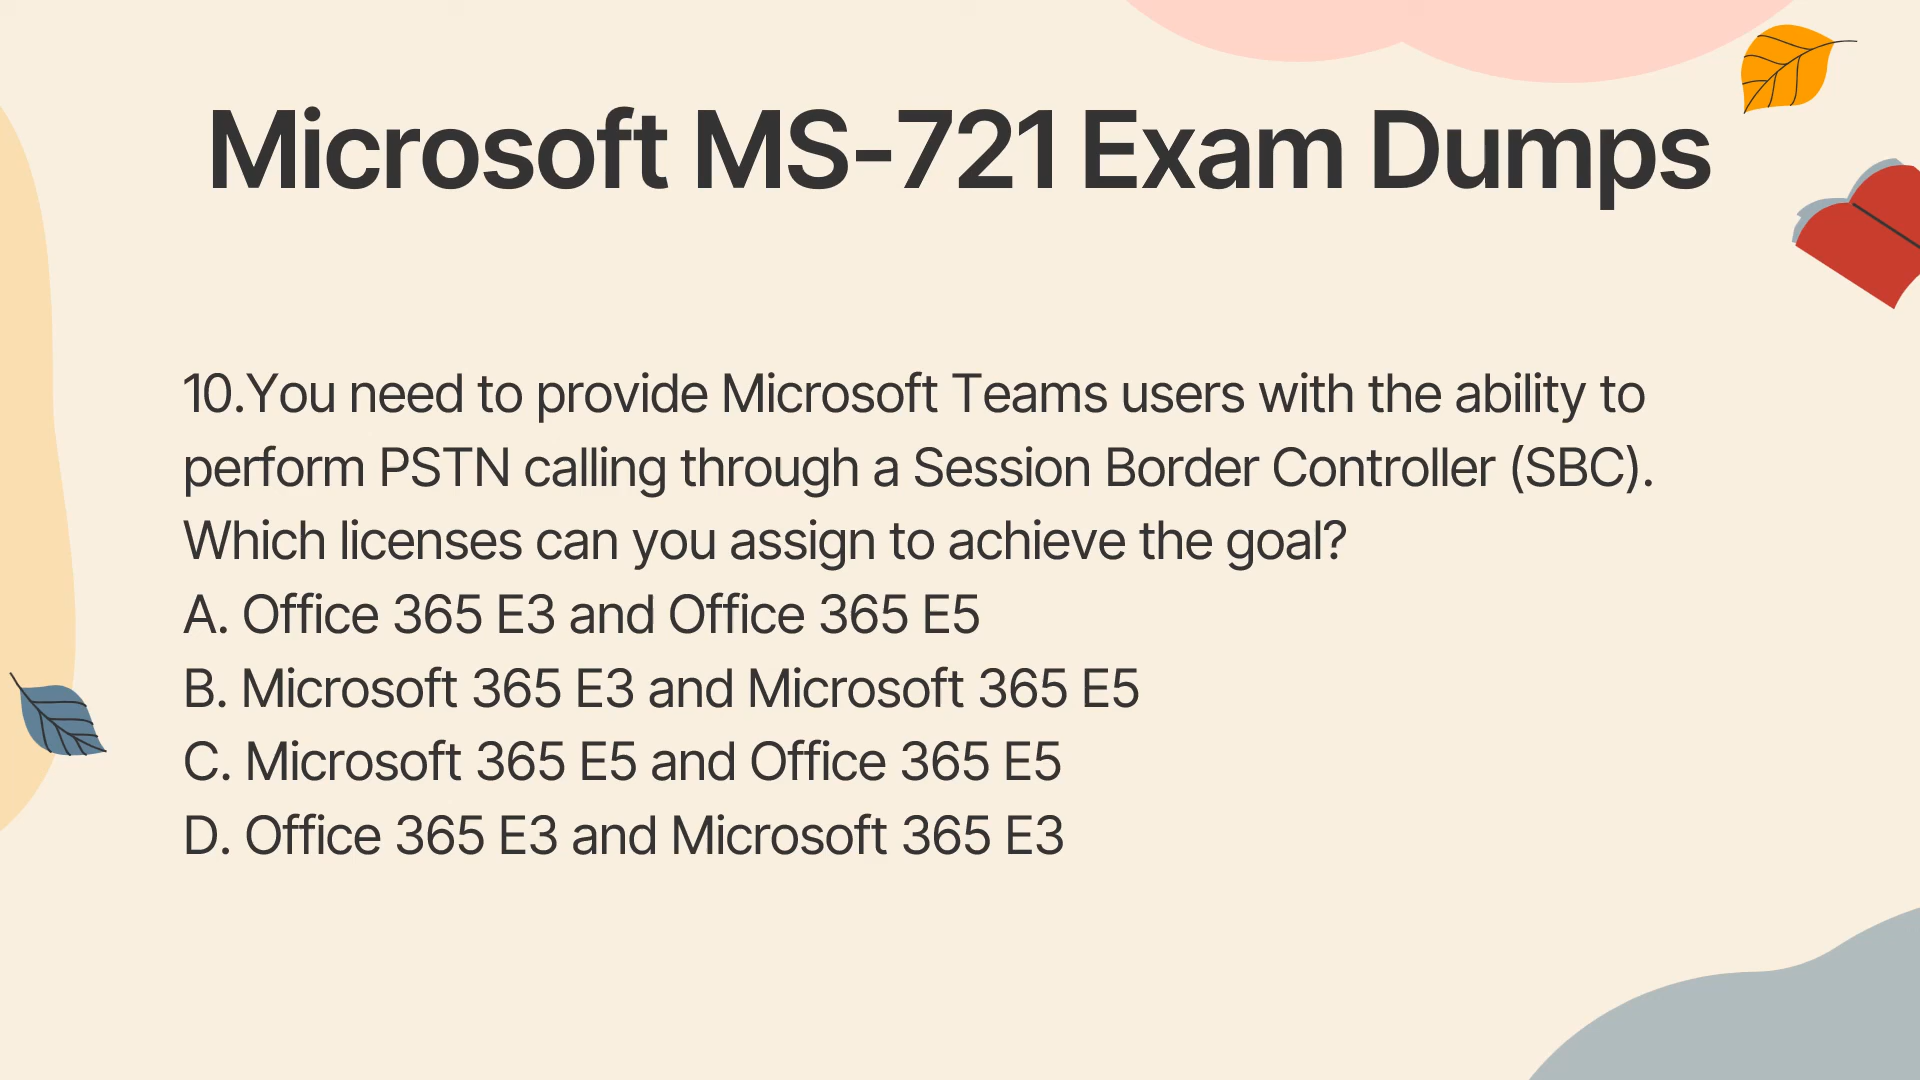 Microsoft MS-721 Exam Dumps
10.You need to provide Microsoft Teams users with the ability to
perform PSTN calling through a Session Border Controller (SBC).
Which licenses can you assign to achieve the goal?
A. Office 365 E3 and Office 365 E5
B. Microsoft 365 E3 and Microsoft 365 E5
C. Microsoft 365 E5 and Office 365 E5
D. Office 365 E3 and Microsoft 365 E3